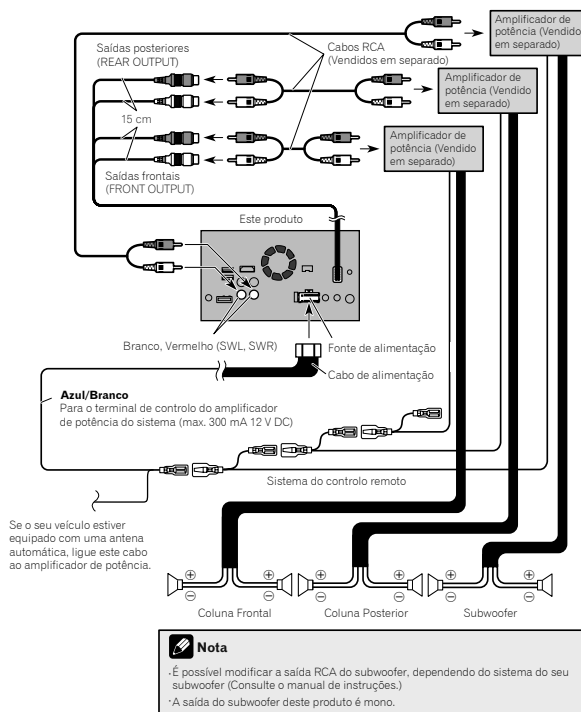 Amplificador de
potência (Vendido
em separado)
Saídas posteriores
(REAR OUTPUT)
Cabos RCA
(Vendidos em separado)
Amplificador de
potência (Vendido
em separado)
15 cm
Amplificador de
potência (Vendido
em separado)
Saídas frontais
(FRONT OUTPUT)
Este produto
Branco, Vermelho (SWL, SWR)
Fonte de alimentação
Cabo de alimentação
Azul/Branco
Para o terminal de controlo do amplificador
de potência do sistema (max. 300 mA 12 V DC)
Sistema do controlo remoto
Se o seu veículo estiver
equipado com uma antena
automática, ligue este cabo
ao amplificador de potência.
+ + + + + +
− − − − − −
Coluna Frontal
Coluna Posterior
Subwoofer
Nota
·É possível modificar a saída RCA do subwoofer, dependendo do sistema do seu
subwoofer (Consulte o manual de instruções.)
·A saída do subwoofer deste produto é mono.